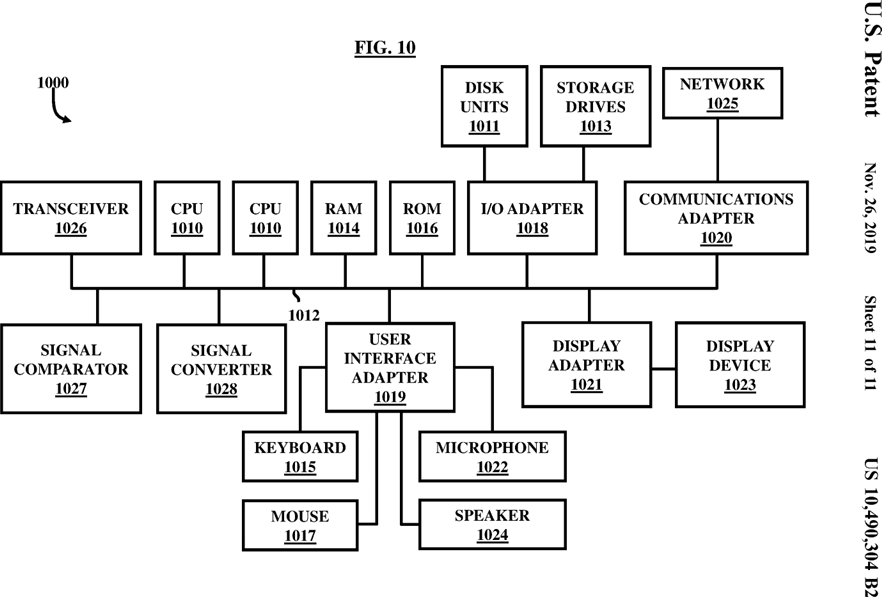 FIG. 10
1000
DISK
UNITS
1011
STORAGE
DRIVES
1013
NETWORK
1025
TRANSCEIVER
1026
CPU
1010
CPU
1010
RAM
1014
ROM
1016
I/O ADAPTER
1018
COMMUNICATIONS
ADAPTER
1020
1012
SIGNAL
COMPARATOR
1027
SIGNAL
CONVERTER
1028
USER
INTERFACE
ADAPTER
1019
DISPLAY
ADAPTER
1021
DISPLAY
DEVICE
1023
KEYBOARD
1015
MICROPHONE
1022
MOUSE
1017
SPEAKER
1024
U.S. Patent
Nov. 26, 2019
Sheet 11 of 11
US 10,490,304 B2